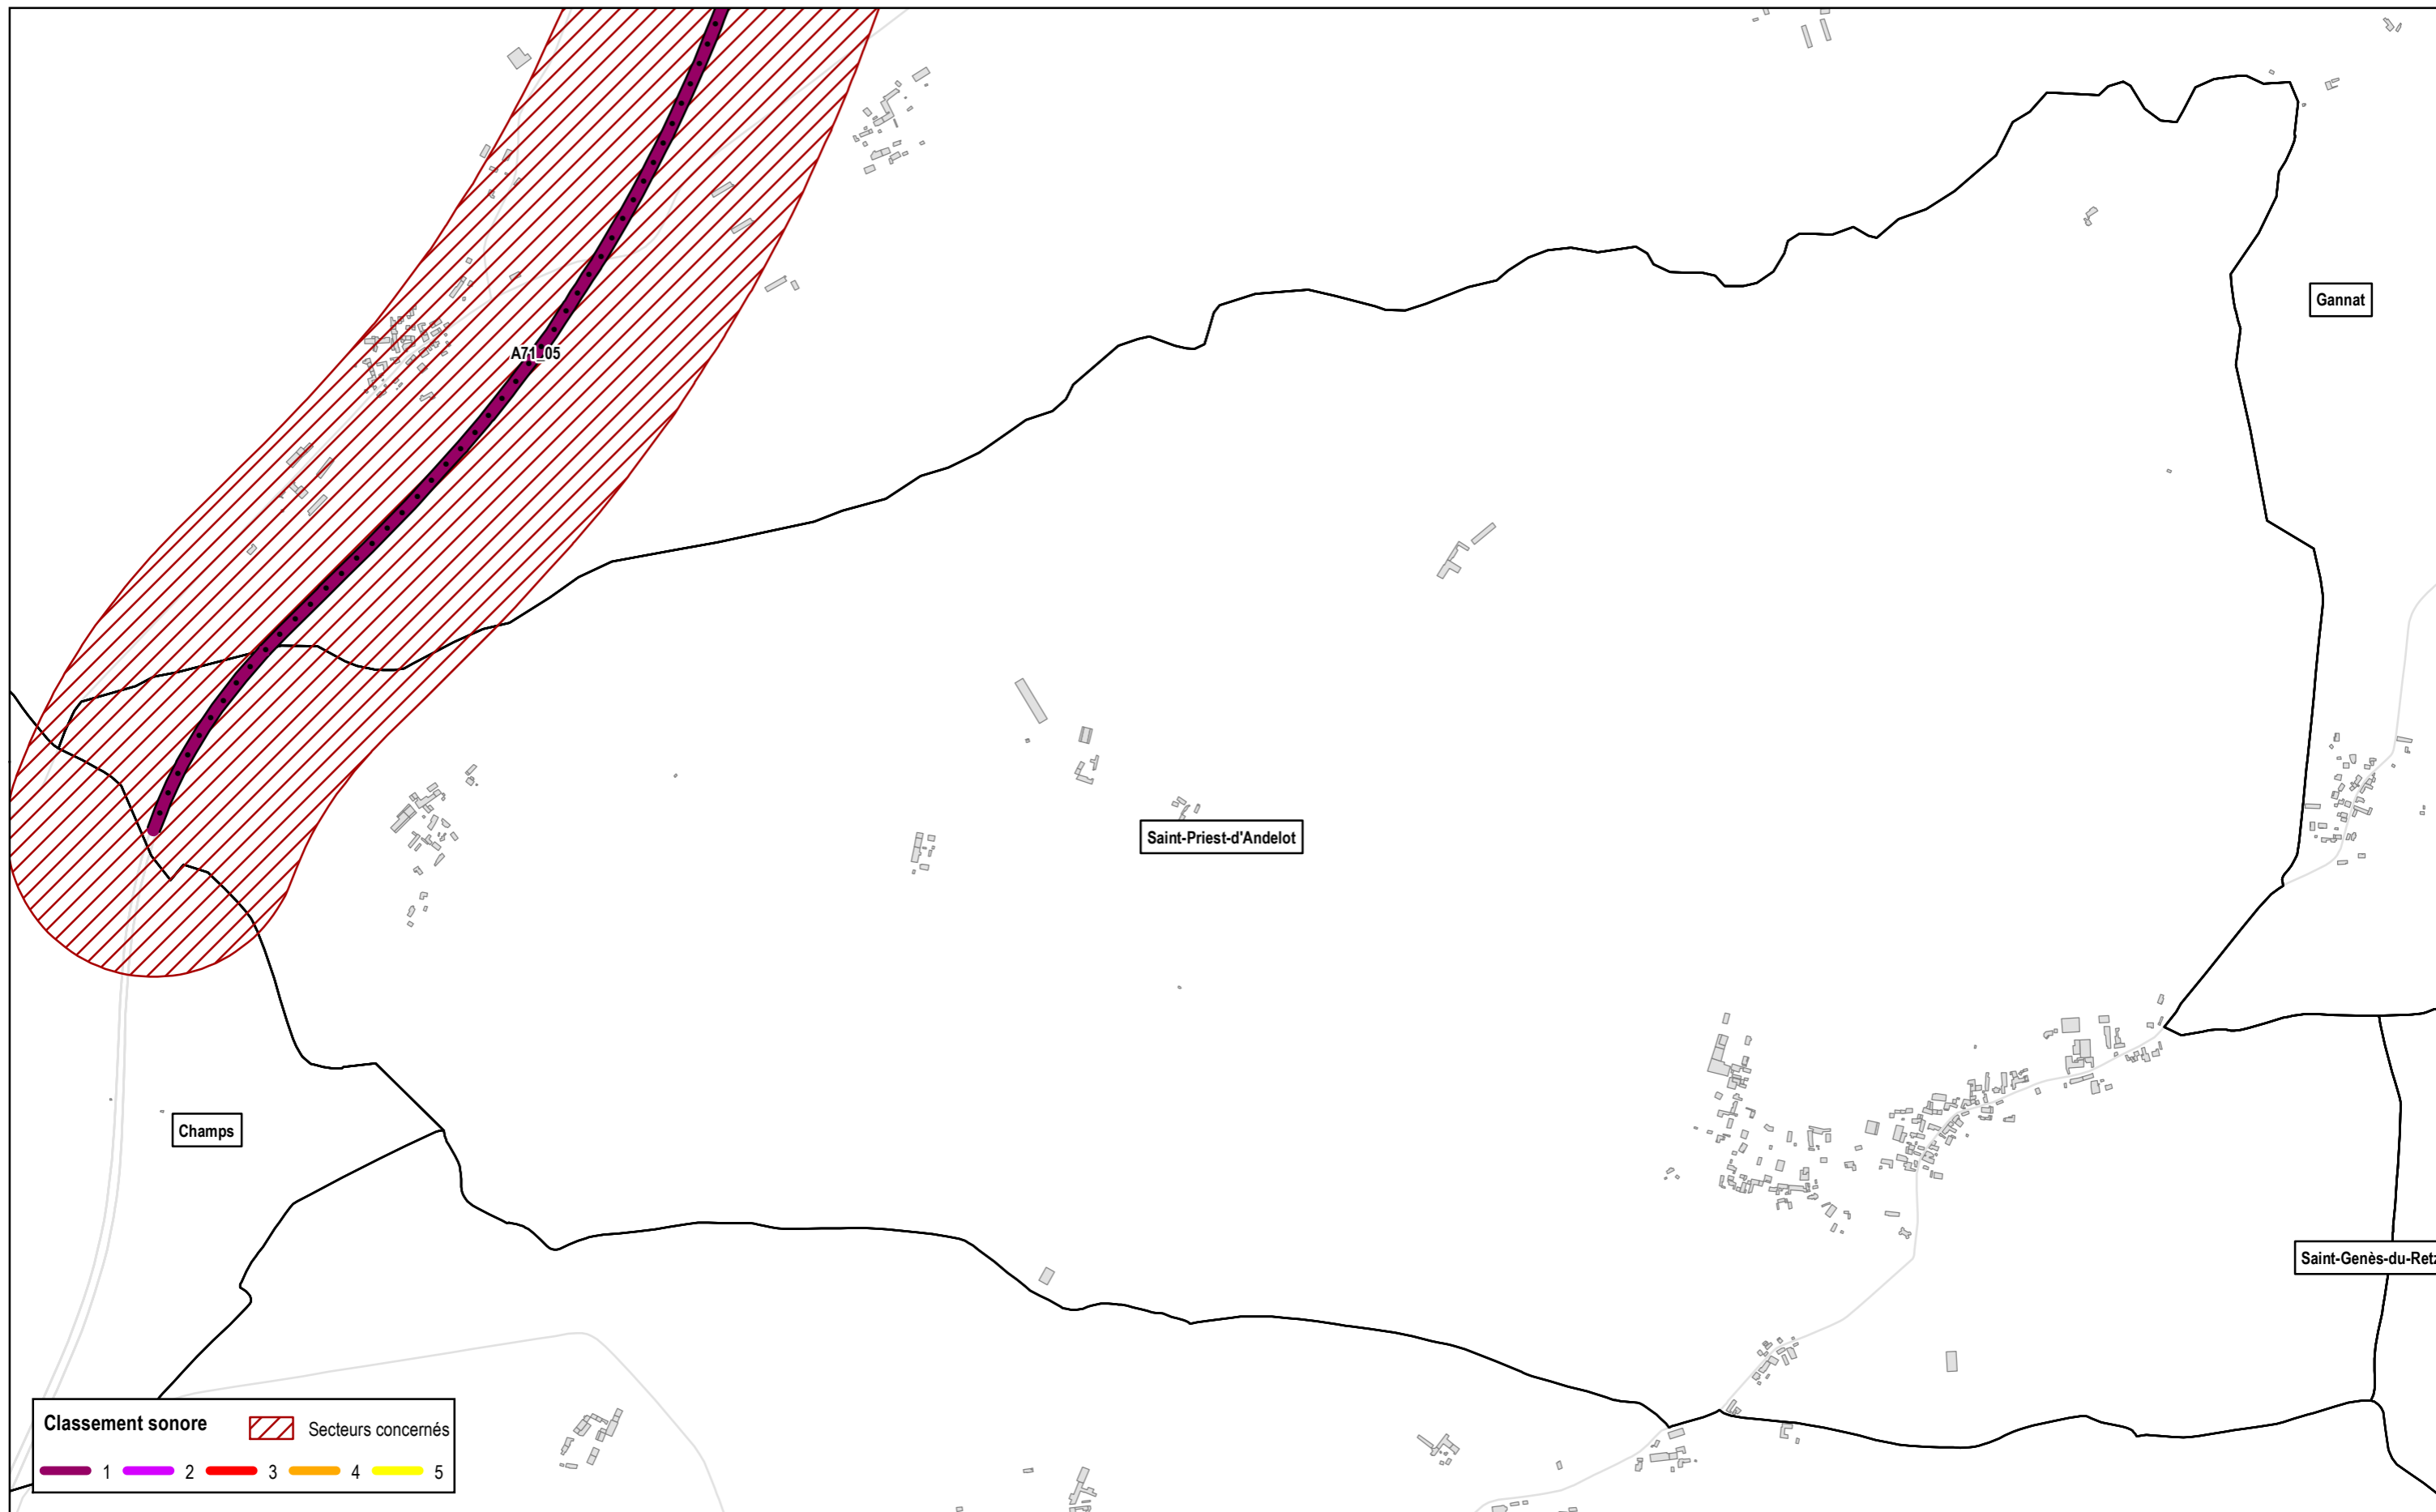 Gannat
A71_05
Saint-Priest-d'Andelot
Champs
Saint-Genès-du-Retz
Classement sonore
Secteurs concernés
1 2 3 4 5